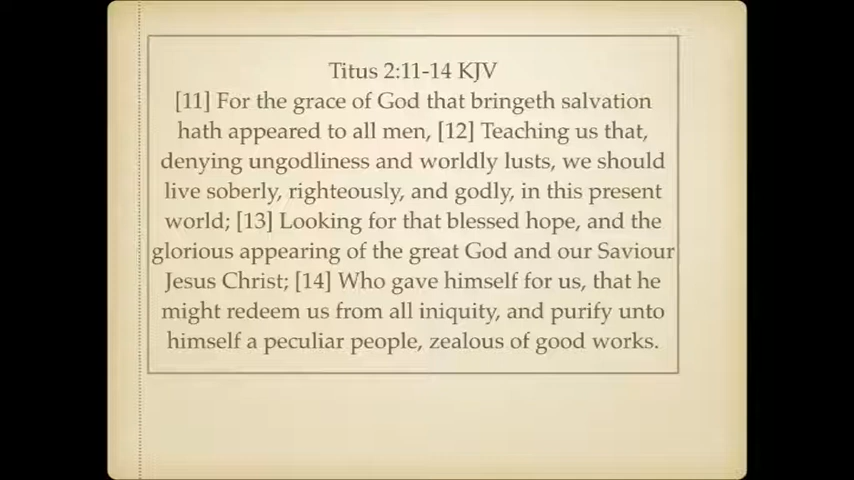 Titus 2:11-14 KJV
[11] For the grace of God that bringeth salvation
hath appeared to all men, [12] Teaching us that,
denying ungodliness and worldly lusts, we should
live soberly, righteously, and godly, in this present
world; [13] Looking for that blessed hope, and the
glorious appearing of the great God and our Saviour
Jesus Christ; [14] Who gave himself for us, that he
might redeem us from all iniquity, and purify unto
himself a peculiar people, zealous of good works.